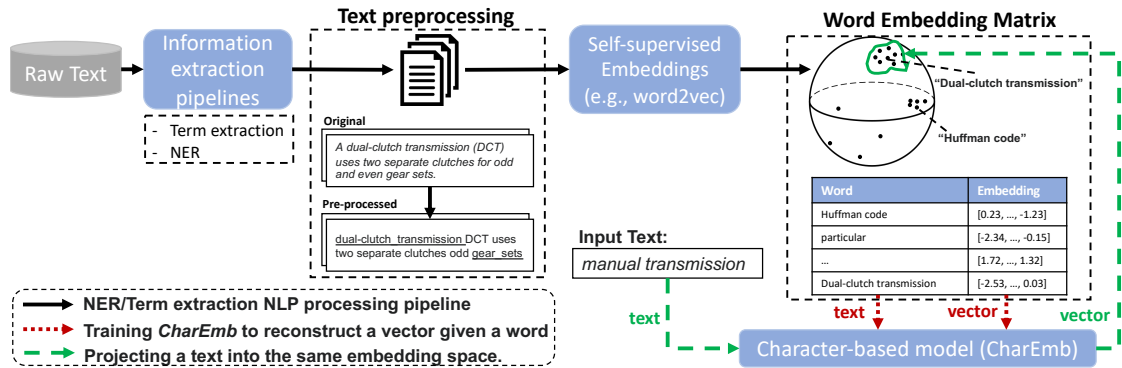 Text preprocessing
Word Embedding Matrix
Raw Text
Information
extraction
pipelines
- Term extraction
- NER
Original
A dual-clutch transmission (DCT)
uses two separate clutches for odd
and even gear sets.
Pre-processed
dual-clutch_transmission DCT uses
two separate clutches odd gear_sets
Self-supervised
Embeddings
(e.g., word2vec)
“Dual-clutch transmission”
“Huffman code”
Word Embedding
Huffman code [0.23, …, -1.23]
particular [-2.34, …, -0.15]
… [1.72, …, 1.32]
Dual-clutch transmission [-2.53, …, 0.03]
Input Text:
manual transmission
text
text
vector
vector
Character-based model (CharEmb)
NER/Term extraction NLP processing pipeline
Training CharEmb to reconstruct a vector given a word
Projecting a text into the same embedding space.